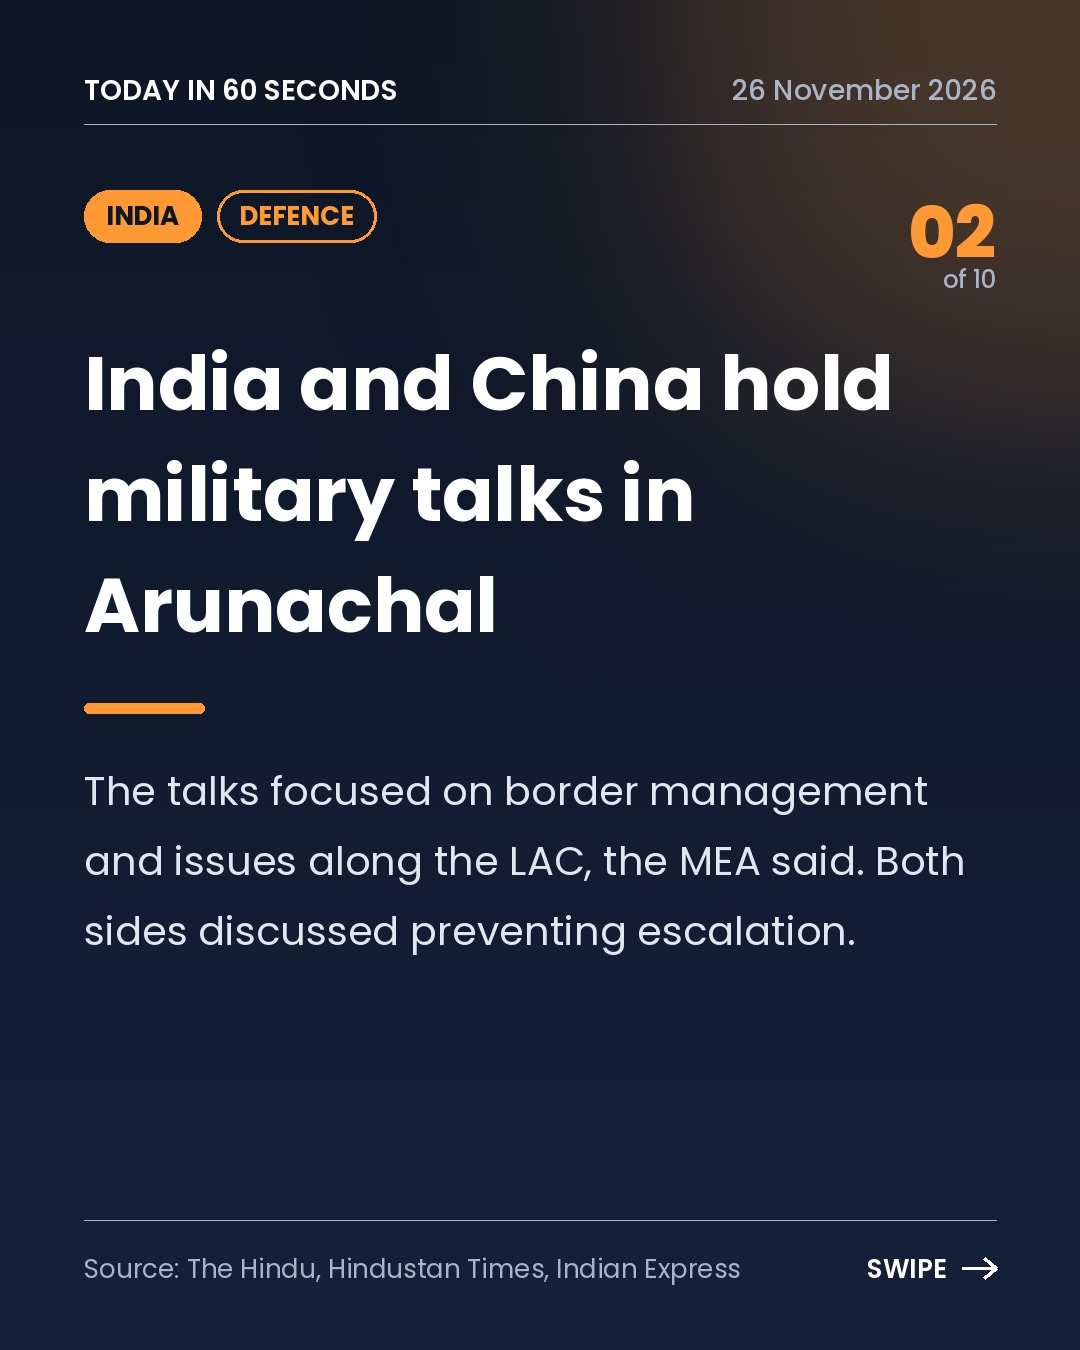 TODAY IN 60 SECONDS
26 November 2026
INDIA
DEFENCE
02
of 10
India and China hold
military talks in
Arunachal
The talks focused on border management
and issues along the LAC, the MEA said. Both
sides discussed preventing escalation.
Source: The Hindu, Hindustan Times, Indian Express
SWIPE